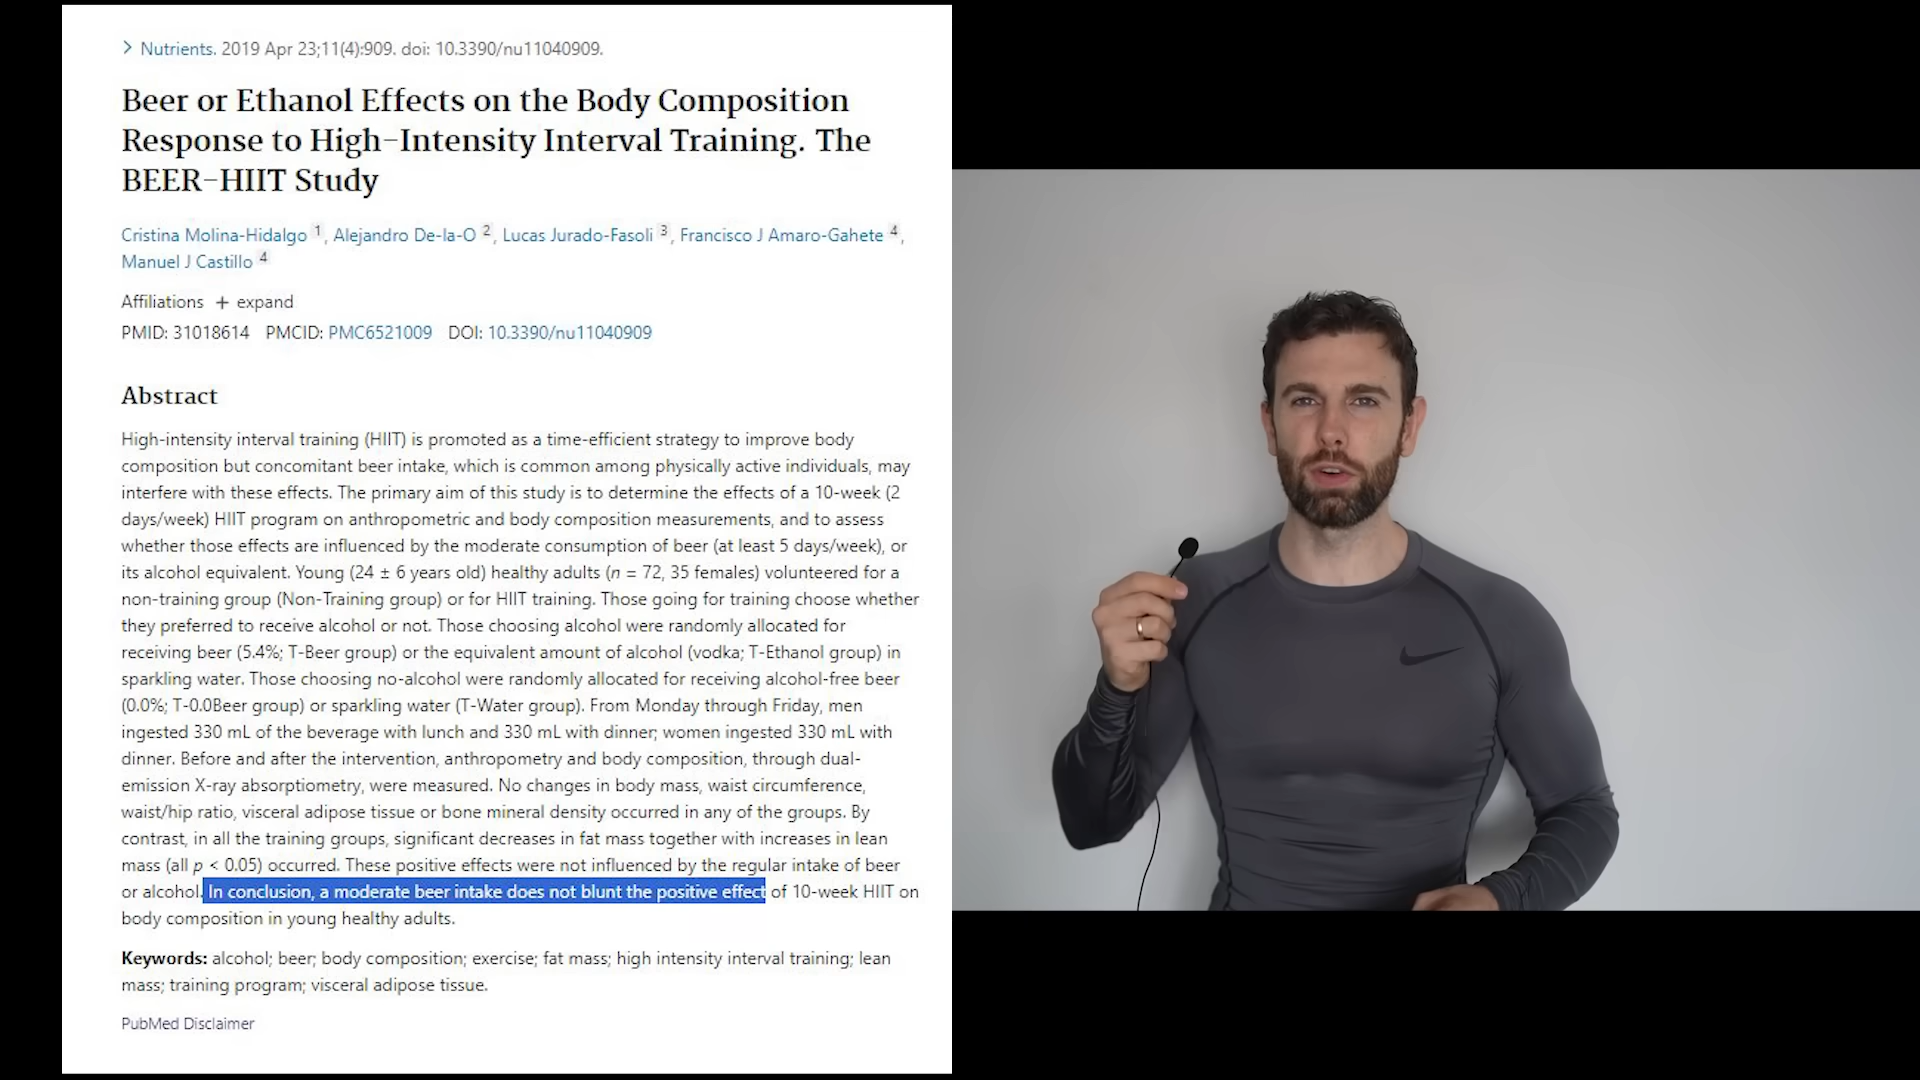 > Nutrients. 2019 Apr 23;11(4):909. doi: 10.3390/nu11040909.
Beer or Ethanol Effects on the Body Composition
Response to High-Intensity Interval Training. The
BEER-HIIT Study
Cristina Molina-Hidalgo 1, Alejandro De-la-O 2, Lucas Jurado-Fasoli 3, Francisco J Amaro-Gahete 4,
Manuel J Castillo 4
Affiliations + expand
PMID: 31018614 PMCID: PMC6521009 DOI: 10.3390/nu11040909
Abstract
High-intensity interval training (HIIT) is promoted as a time-efficient strategy to improve body
composition but concomitant beer intake, which is common among physically active individuals, may
interfere with these effects. The primary aim of this study is to determine the effects of a 10-week (2
days/week) HIIT program on anthropometric and body composition measurements, and to assess
whether those effects are influenced by the moderate consumption of beer (at least 5 days/week), or
its alcohol equivalent. Young (24 ± 6 years old) healthy adults (n = 72, 35 females) volunteered for a
non-training group (Non-Training group) or for HIIT training. Those going for training choose whether
they preferred to receive alcohol or not. Those choosing alcohol were randomly allocated for
receiving beer (5.4%; T-Beer group) or the equivalent amount of alcohol (vodka; T-Ethanol group) in
sparkling water. Those choosing no-alcohol were randomly allocated for receiving alcohol-free beer
(0.0%; T-0.0Beer group) or sparkling water (T-Water group). From Monday through Friday, men
ingested 330 mL of the beverage with lunch and 330 mL with dinner; women ingested 330 mL with
dinner. Before and after the intervention, anthropometry and body composition, through dual-
emission X-ray absorptiometry, were measured. No changes in body mass, waist circumference,
waist/hip ratio, visceral adipose tissue or bone mineral density occurred in any of the groups. By
contrast, in all the training groups, significant decreases in fat mass together with increases in lean
mass (all p < 0.05) occurred. These positive effects were not influenced by the regular intake of beer
or alcohol. In conclusion, a moderate beer intake does not blunt the positive effect of 10-week HIIT on
body composition in young healthy adults.
Keywords: alcohol; beer; body composition; exercise; fat mass; high intensity interval training; lean
mass; training program; visceral adipose tissue.
PubMed Disclaimer